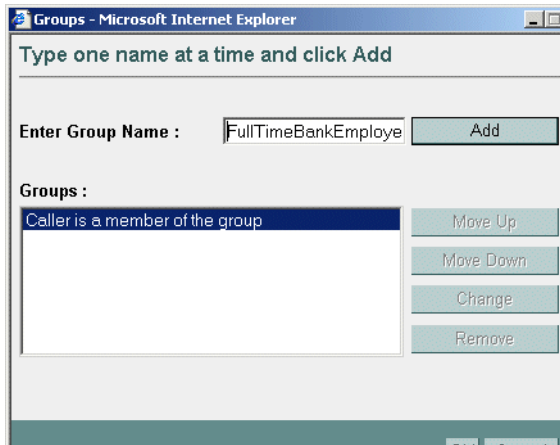 Groups - Microsoft Internet Explorer
Type one name at a time and click Add
Enter Group Name :
FullTimeBankEmploye
Add
Groups :
Caller is a member of the group
Move Up
Move Down
Change
Remove